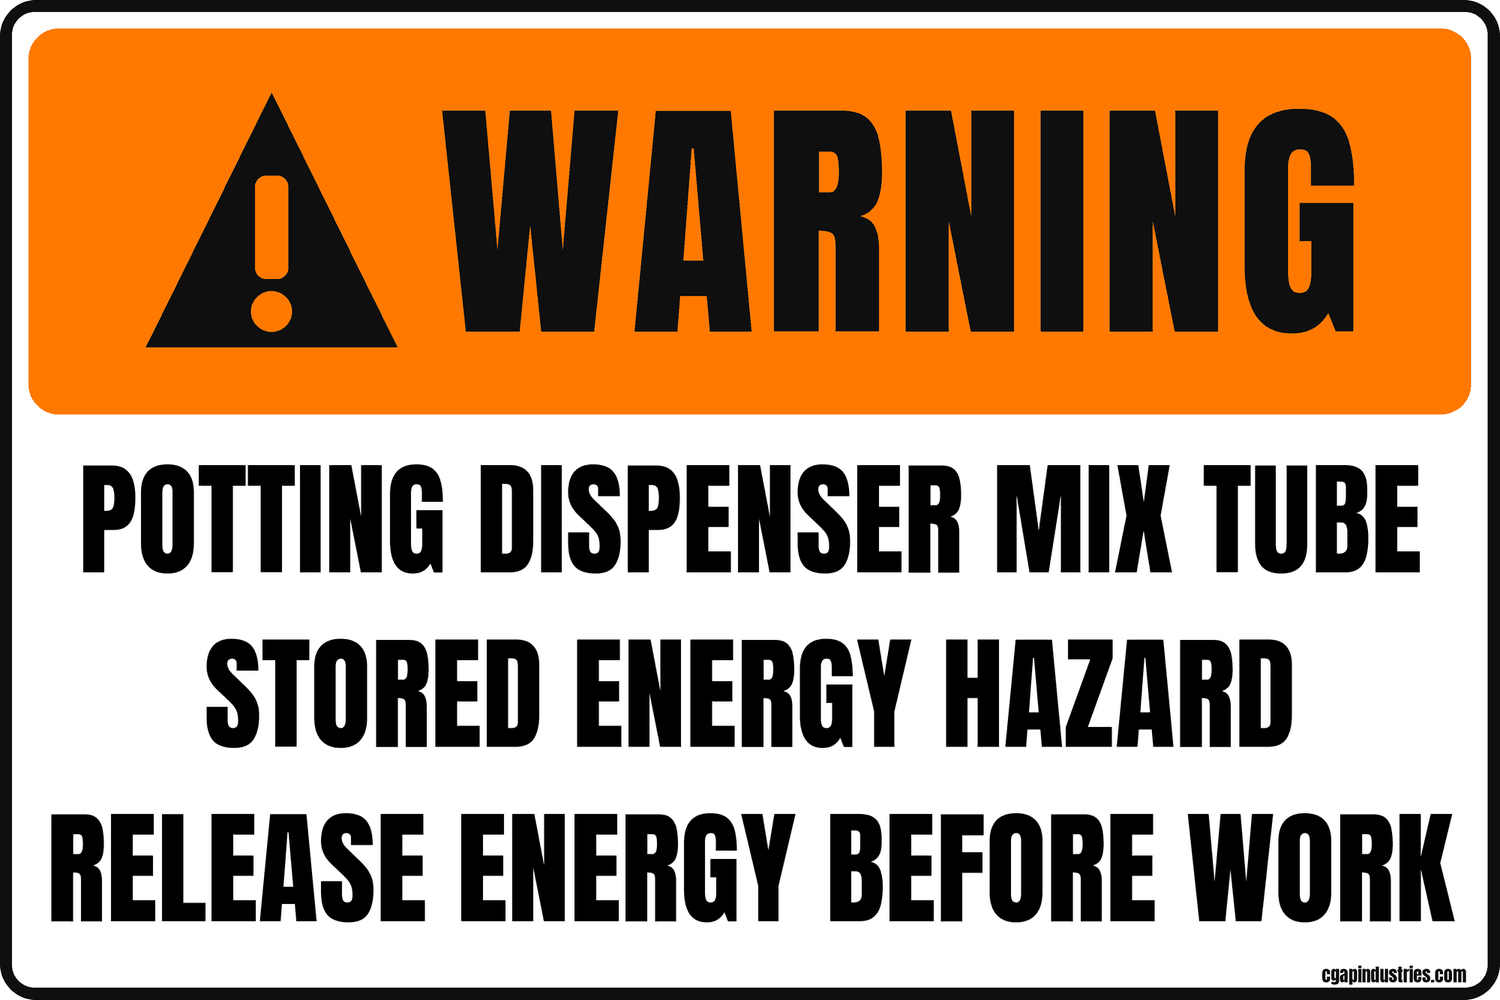 WARNING
POTTING DISPENSER MIX TUBE
STORED ENERGY HAZARD
RELEASE ENERGY BEFORE WORK
cgapindustries.com